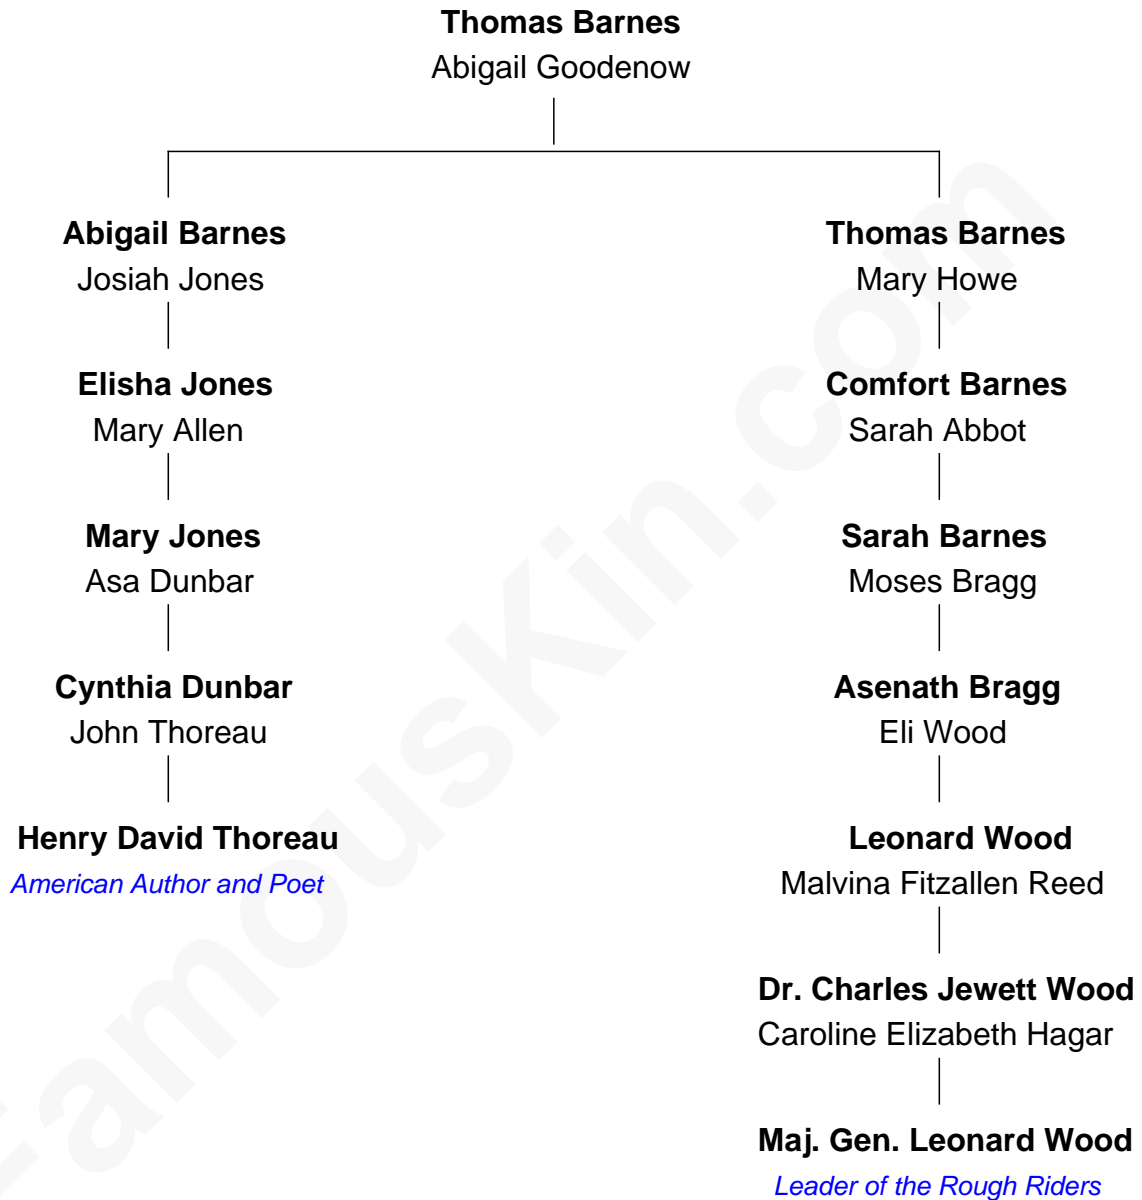 Thomas Barnes
Abigail Goodenow
Abigail Barnes
Josiah Jones
Elisha Jones
Mary Allen
Mary Jones
Asa Dunbar
Cynthia Dunbar
John Thoreau
Henry David Thoreau
American Author and Poet
Thomas Barnes
Mary Howe
Comfort Barnes
Sarah Abbot
Sarah Barnes
Moses Bragg
Asenath Bragg
Eli Wood
Leonard Wood
Malvina Fitzallen Reed
Dr. Charles Jewett Wood
Caroline Elizabeth Hagar
Maj. Gen. Leonard Wood
Leader of the Rough Riders
FamousKin.com